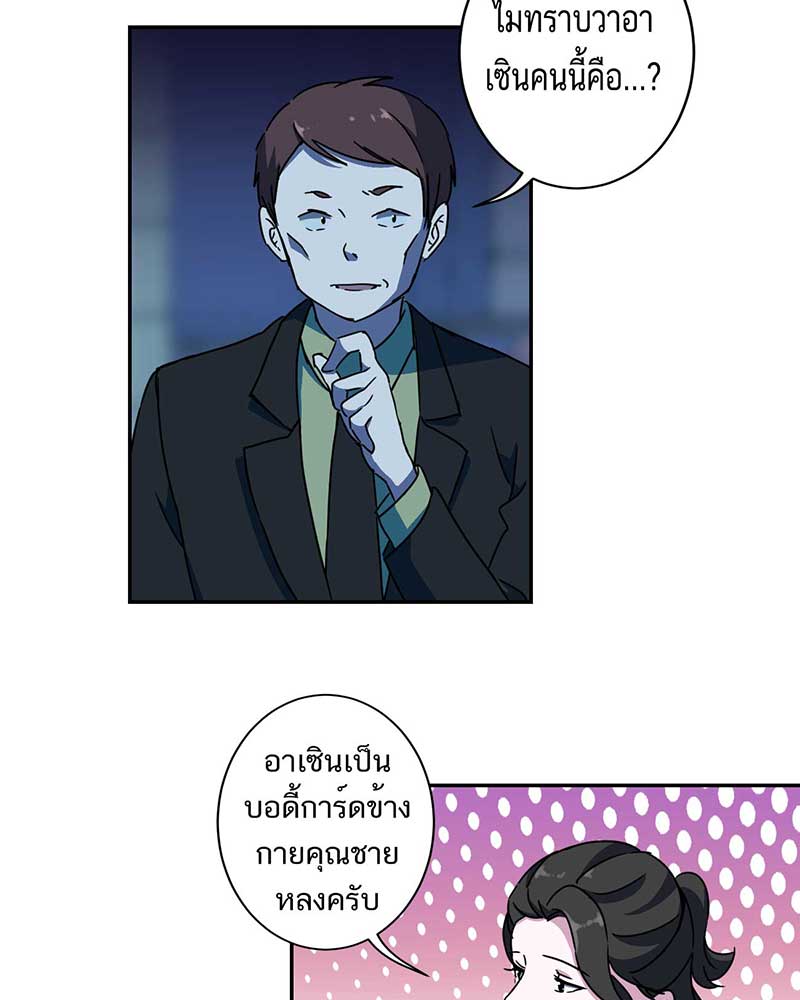 ไม่ทราบว่าอา
เซินคนนี้คือ...?
อาเซินเป็น
บอดี้การ์ดข้าง
กายคุณชาย
หลงครับ